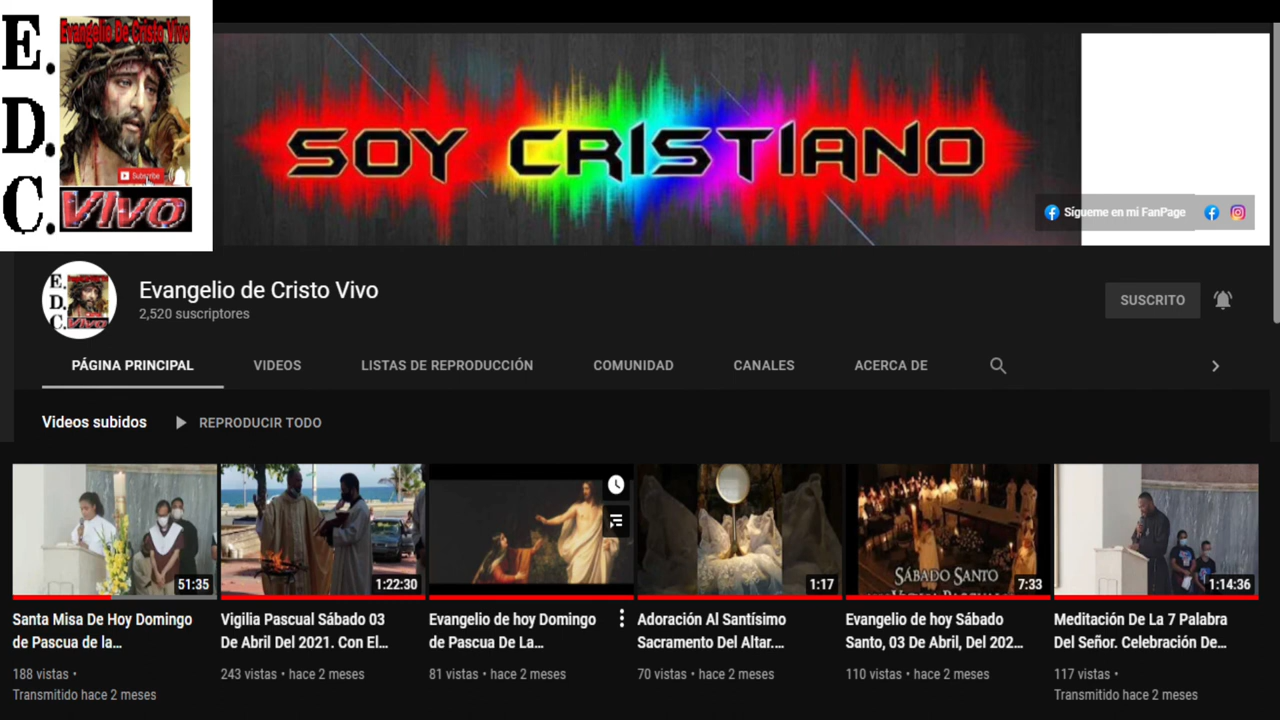 E.
D.
C.
Evangelio De Cristo Vivo
Subscribe
VIvo
SOY CRISTIANO
Sígueme en mi FanPage
E.
D.
C.
Vivo
Evangelio de Cristo Vivo
2,520 suscriptores
SUSCRITO
PÁGINA PRINCIPAL VIDEOS LISTAS DE REPRODUCCIÓN COMUNIDAD CANALES ACERCA DE
Videos subidos REPRODUCIR TODO
SÁBADO SANTO
51:35 1:22:30 1:17 7:33 1:14:36
Santa Misa De Hoy Domingo
de Pascua de la...
188 vistas •
Transmitido hace 2 meses
Vigilia Pascual Sábado 03
De Abril Del 2021. Con El...
243 vistas • hace 2 meses
Evangelio de hoy Domingo
de Pascua De La...
81 vistas • hace 2 meses
Adoración Al Santísimo
Sacramento Del Altar....
70 vistas • hace 2 meses
Evangelio de hoy Sábado
Santo, 03 De Abril, Del 202...
110 vistas • hace 2 meses
Meditación De La 7 Palabra
Del Señor. Celebración De...
117 vistas •
Transmitido hace 2 meses